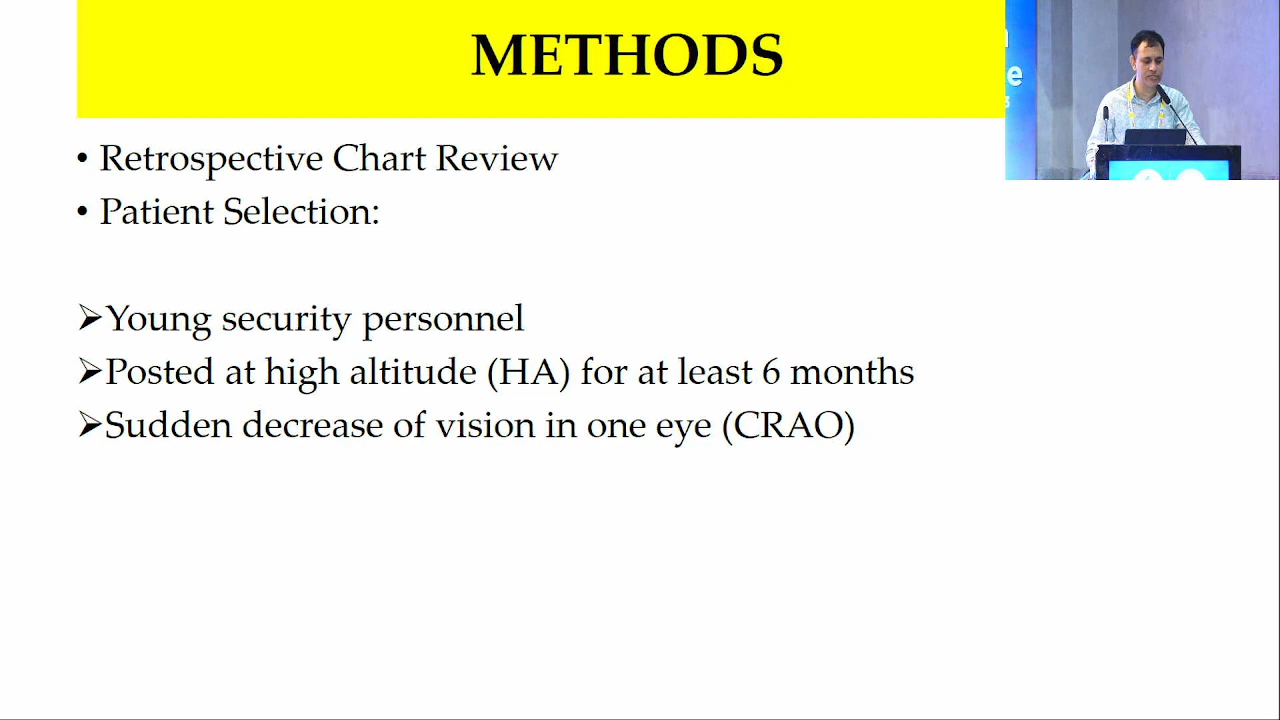 METHODS
• Retrospective Chart Review
• Patient Selection:
➢Young security personnel
➢Posted at high altitude (HA) for at least 6 months
➢Sudden decrease of vision in one eye (CRAO)